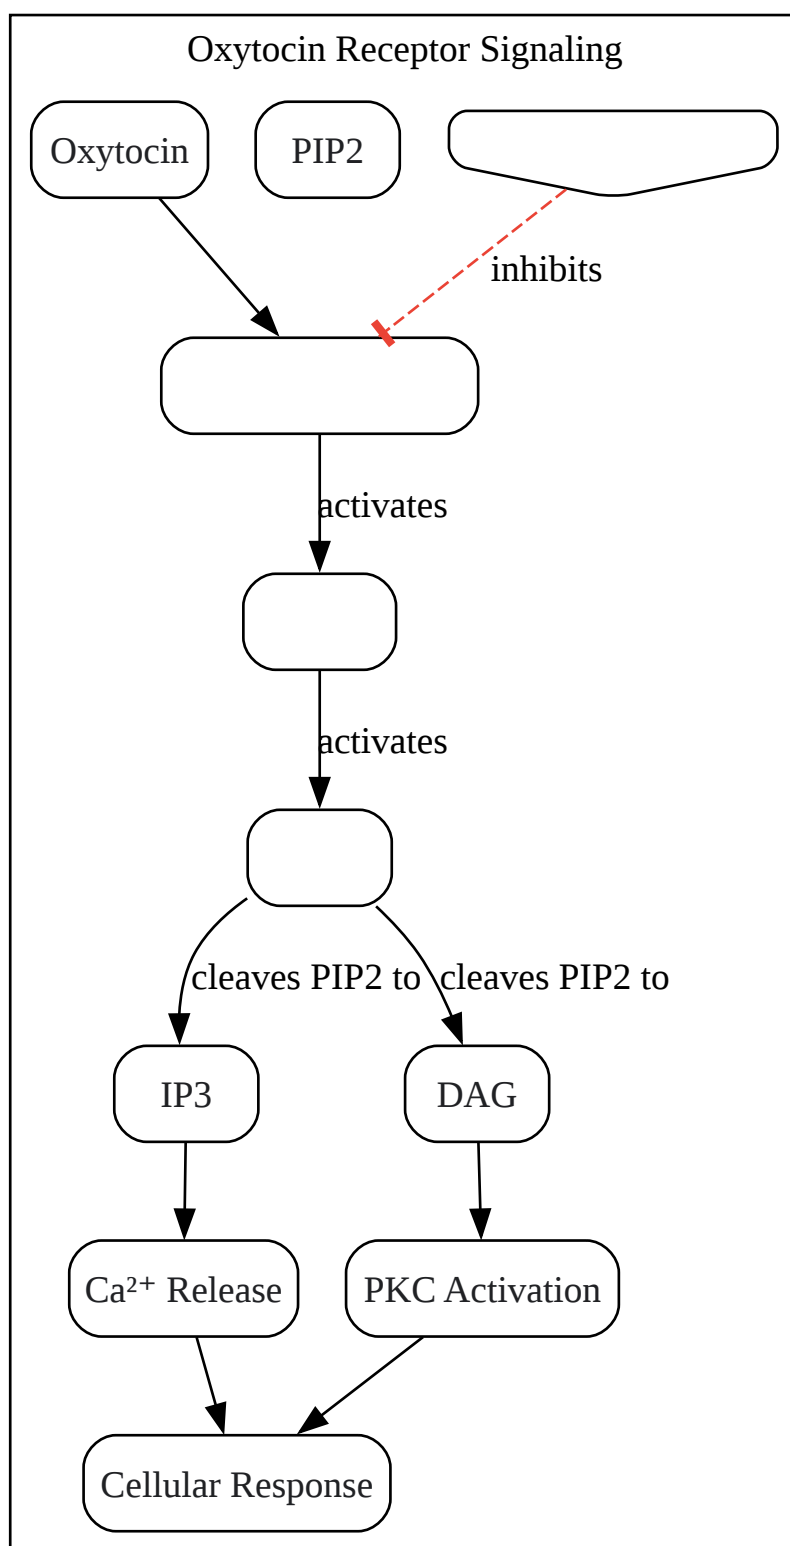 Oxytocin Receptor Signaling
Oxytocin
PIP2
inhibits
activates
activates
cleaves PIP2 to
cleaves PIP2 to
IP3
DAG
Ca²⁺ Release
PKC Activation
Cellular Response